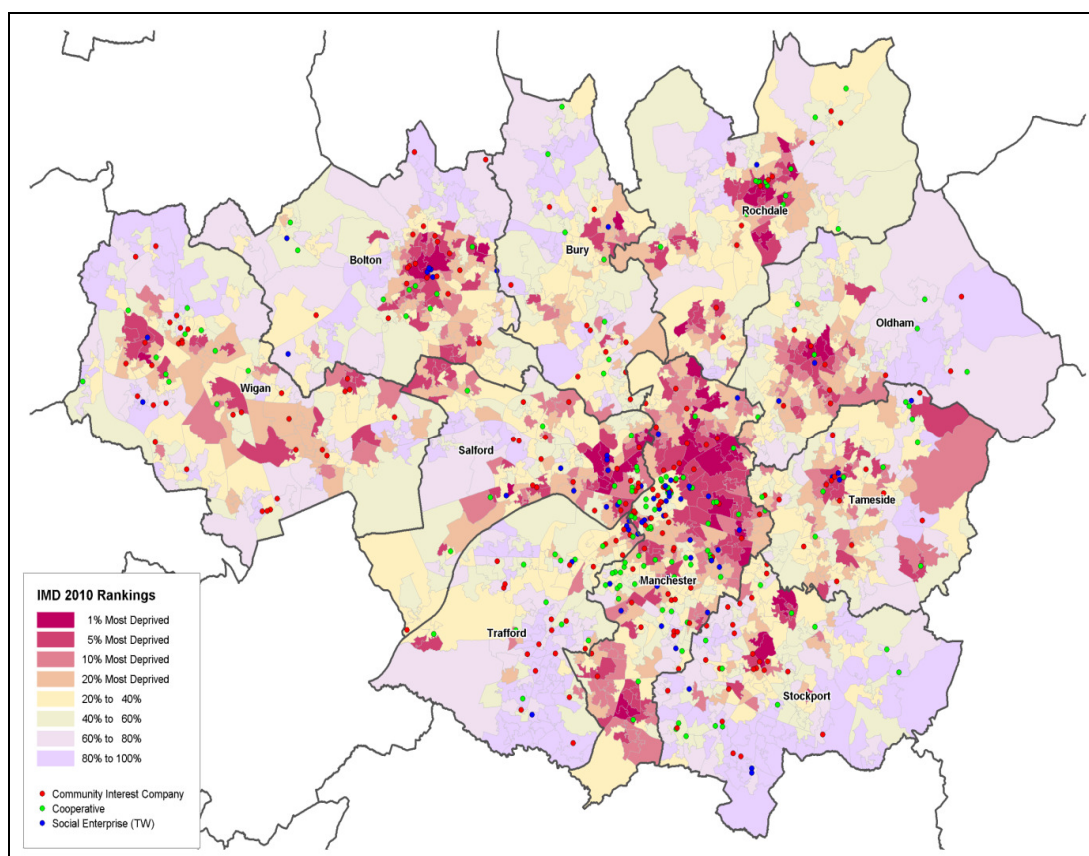 Rochdale
Bury
Bolton
Oldham
Wigan
Salford
Tameside
Manchester
Trafford
Stockport
IMD 2010 Rankings
1% Most Deprived
5% Most Deprived
10% Most Deprived
20% Most Deprived
20% to 40%
40% to 60%
60% to 80%
80% to 100%
Community Interest Company
Cooperative
Social Enterprise (TW)